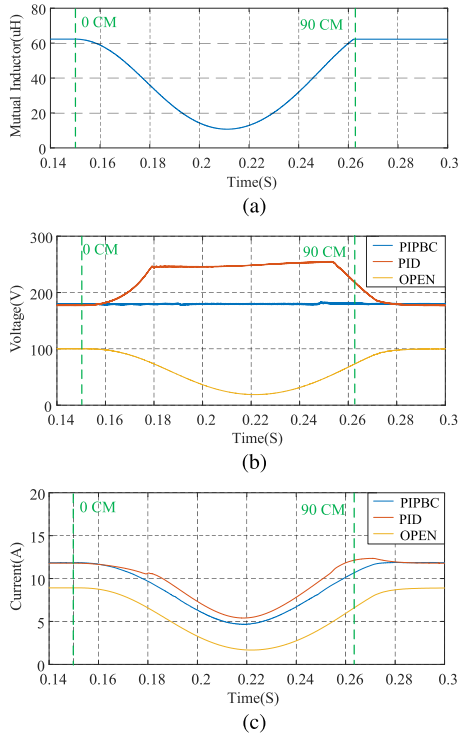 80
60
40
20
0
Mutual Inductor(uH)
0 CM
90 CM
0.14 0.16 0.18 0.2 0.22 0.24 0.26 0.28 0.3
Time(S)
(a)
300
200
100
0
Voltage(V)
0 CM
90 CM
PIPBC
PID
OPEN
0.14 0.16 0.18 0.2 0.22 0.24 0.26 0.28 0.3
Time(S)
(b)
20
15
10
5
0
Current(A)
0 CM
90 CM
PIPBC
PID
OPEN
0.14 0.16 0.18 0.2 0.22 0.24 0.26 0.28 0.3
Time(S)
(c)